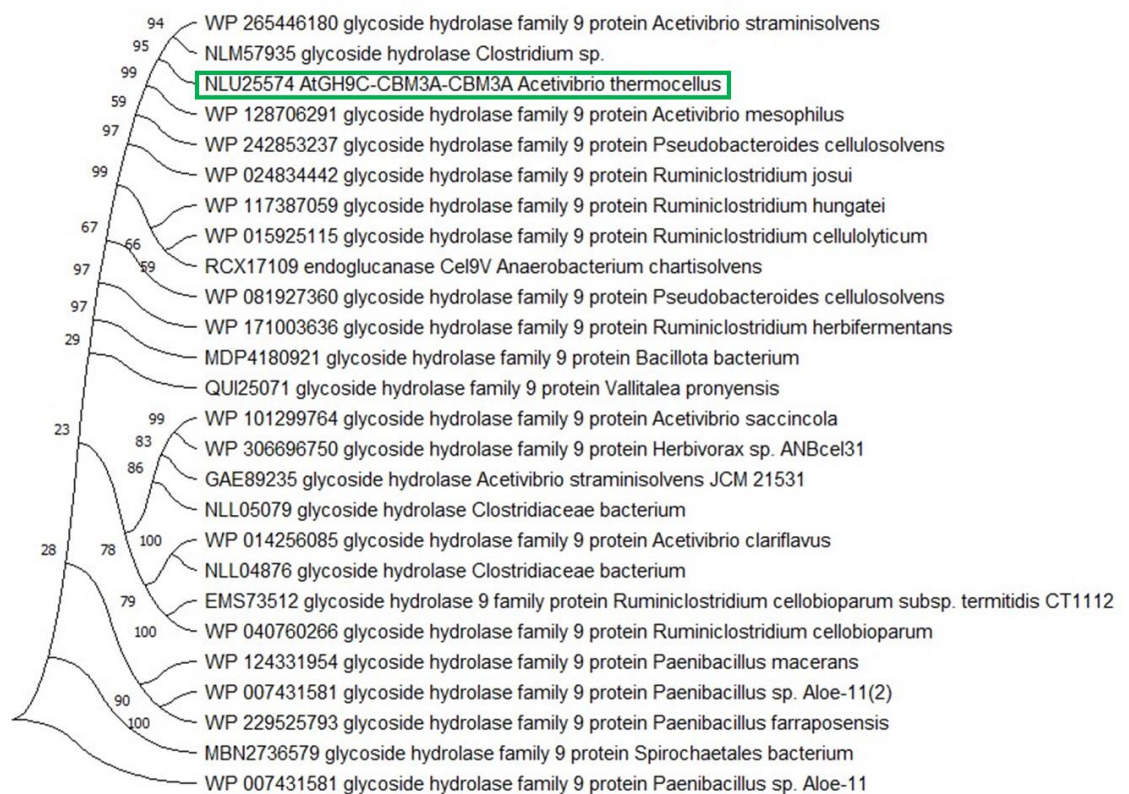 94
WP 265446180 glycoside hydrolase family 9 protein Acetivibrio straminisolvens
95
NLM57935 glycoside hydrolase Clostridium sp.
99
NLU25574 AtGH9C-CBM3A-CBM3A Acetivibrio thermocellus
59
WP 128706291 glycoside hydrolase family 9 protein Acetivibrio mesophilus
97
WP 242853237 glycoside hydrolase family 9 protein Pseudobacteroides cellulosolvens
99
WP 024834442 glycoside hydrolase family 9 protein Ruminiclostridium josui
WP 117387059 glycoside hydrolase family 9 protein Ruminiclostridium hungatei
67
66
WP 015925115 glycoside hydrolase family 9 protein Ruminiclostridium cellulolyticum
97
59
RCX17109 endoglucanase Cel9V Anaerobacterium chartisolvens
WP 081927360 glycoside hydrolase family 9 protein Pseudobacteroides cellulosolvens
97
WP 171003636 glycoside hydrolase family 9 protein Ruminiclostridium herbifermentans
29
MDP4180921 glycoside hydrolase family 9 protein Bacillota bacterium
QUI25071 glycoside hydrolase family 9 protein Vallitalea pronyensis
23
99
WP 101299764 glycoside hydrolase family 9 protein Acetivibrio saccincola
83
WP 306696750 glycoside hydrolase family 9 protein Herbivorax sp. ANBcel31
86
GAE89235 glycoside hydrolase Acetivibrio straminisolvens JCM 21531
NLL05079 glycoside hydrolase Clostridiaceae bacterium
28
78
100
WP 014256085 glycoside hydrolase family 9 protein Acetivibrio clariflavus
NLL04876 glycoside hydrolase Clostridiaceae bacterium
79
EMS73512 glycoside hydrolase 9 family protein Ruminiclostridium cellobioparum subsp. termitidis CT1112
100
WP 040760266 glycoside hydrolase family 9 protein Ruminiclostridium cellobioparum
WP 124331954 glycoside hydrolase family 9 protein Paenibacillus macerans
90
WP 007431581 glycoside hydrolase family 9 protein Paenibacillus sp. Aloe-11(2)
100
WP 229525793 glycoside hydrolase family 9 protein Paenibacillus farraposensis
MBN2736579 glycoside hydrolase family 9 protein Spirochaetales bacterium
WP 007431581 glycoside hydrolase family 9 protein Paenibacillus sp. Aloe-11